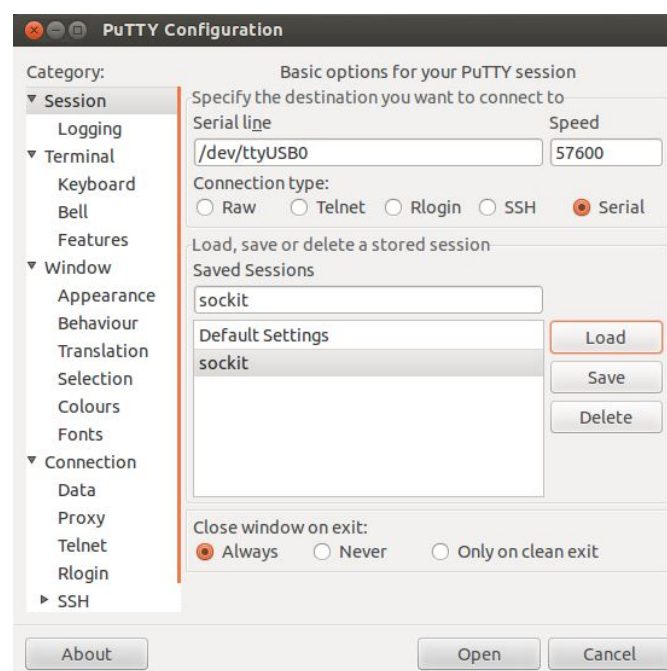 PuTTY Configuration
Category:
Session
Logging
Terminal
Keyboard
Bell
Features
Window
Appearance
Behaviour
Translation
Selection
Colours
Fonts
Connection
Data
Proxy
Telnet
Rlogin
SSH
Basic options for your PuTTY session
Specify the destination you want to connect to
Serial line Speed
/dev/ttyUSB0 57600
Connection type:
Raw Telnet Rlogin SSH Serial
Load, save or delete a stored session
Saved Sessions
sockit
Default Settings
sockit
Load
Save
Delete
Close window on exit:
Always Never Only on clean exit
About Open Cancel